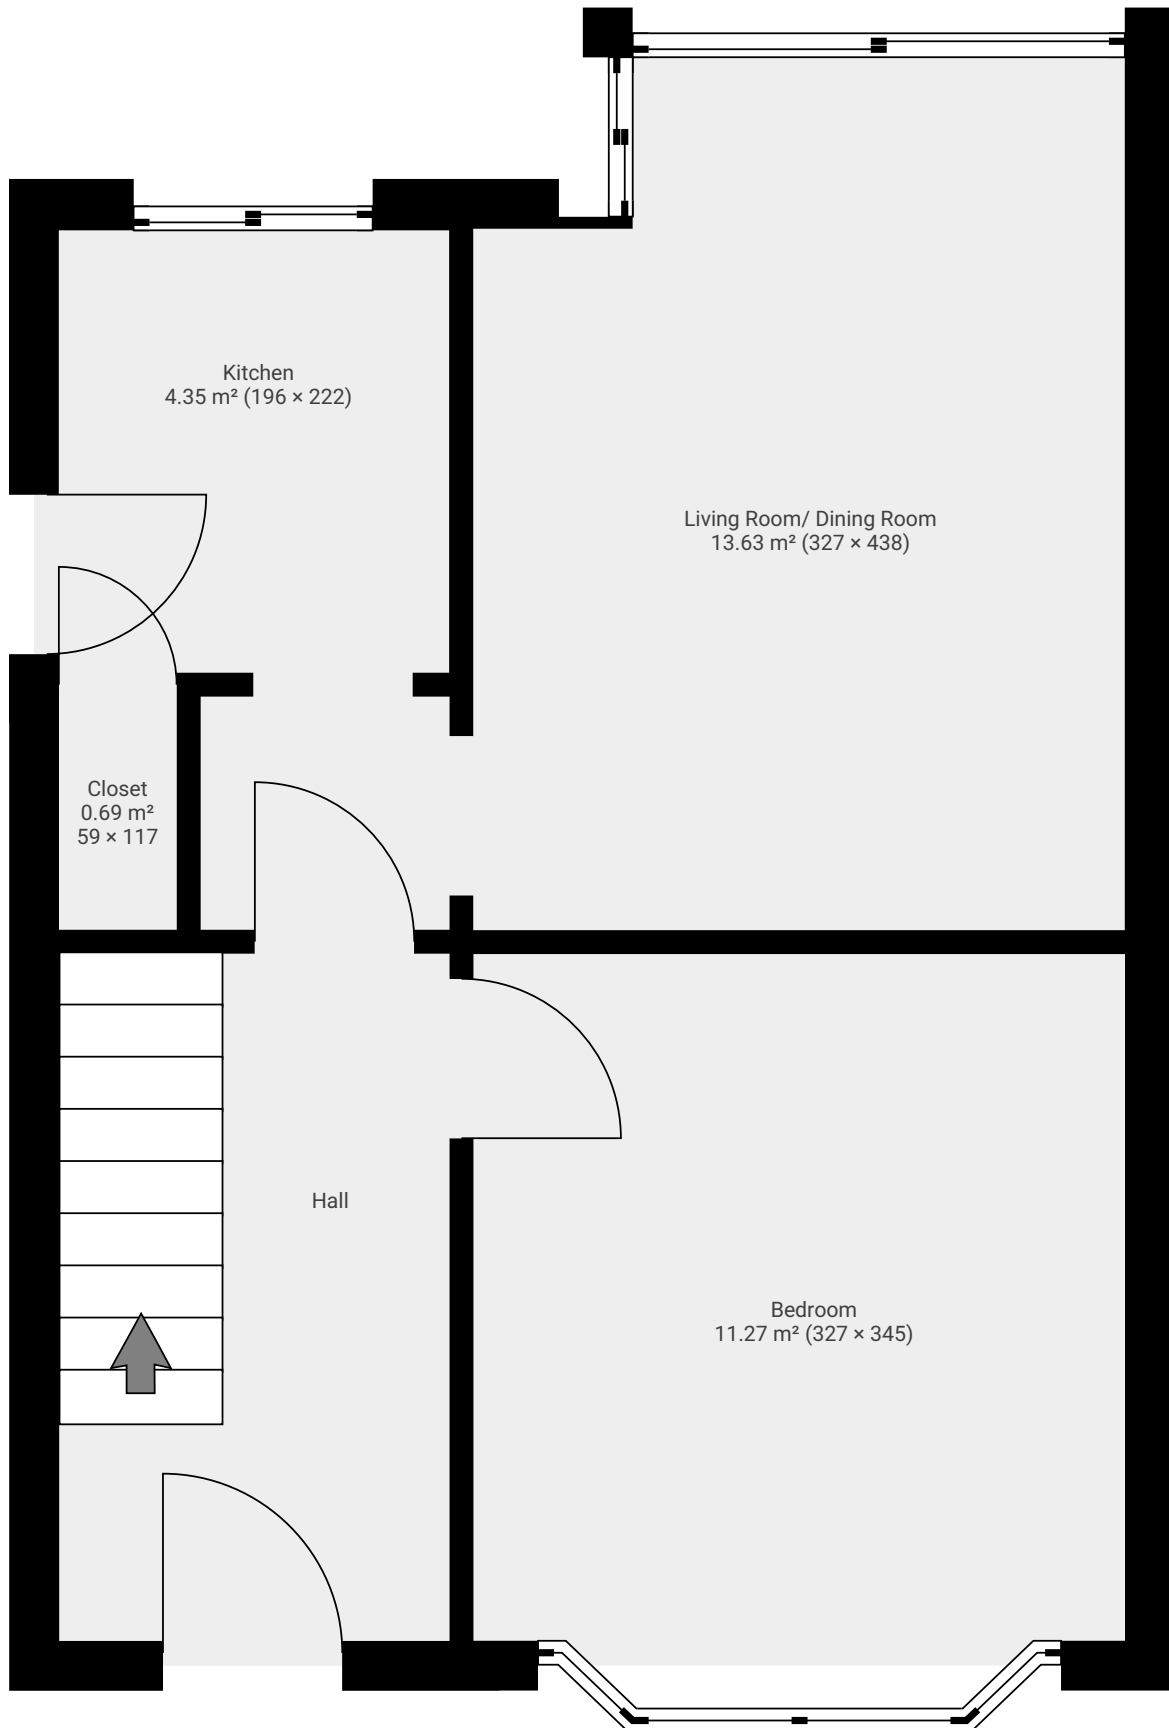 Kitchen
4.35 m² (196 × 222)
Living Room/ Dining Room
13.63 m² (327 × 438)
Closet
0.69 m²
59 × 117
Hall
Bedroom
11.27 m² (327 × 345)